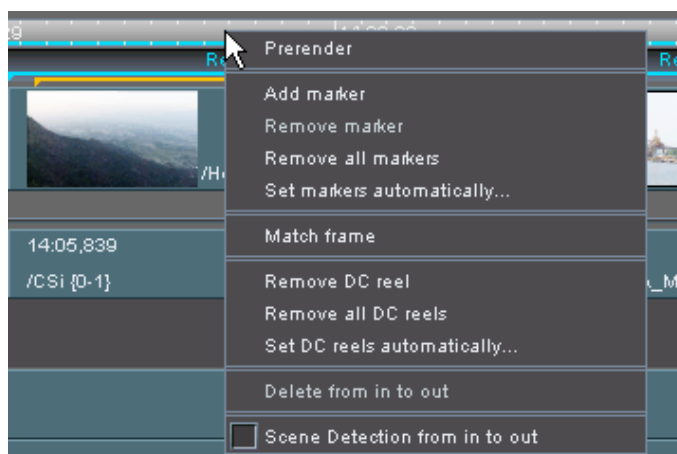 Prerender
Add marker
Remove marker
Remove all markers
/H
Set markers automatically...
14:05,839
Match frame
/CSi {0-1}
Remove DC reel
Remove all DC reels
Set DC reels automatically...
Delete from in to out
Scene Detection from in to out